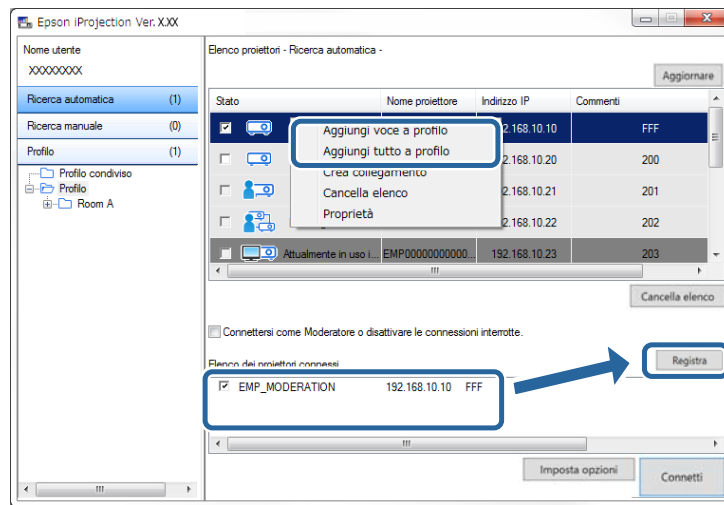 Epson iProjection Ver. X.XX
Nome utente
XXXXXXXX
Ricerca automatica (1)
Ricerca manuale (0)
Profilo (1)
Profilo condiviso
Profilo
Room A
Elenco proiettori - Ricerca automatica -
Aggiornare
Stato Nome proiettore Indirizzo IP Commenti
2.168.10.10 FFF
2.168.10.20 200
2.168.10.21 201
2.168.10.22 202
Attualmente in uso i... EMP00000000000... 192.168.10.23 203
Aggiungi voce a profilo
Aggiungi tutto a profilo
Crea collegamento
Cancella elenco
Proprietà
Cancella elenco
Connettersi come Moderatore o disattivare le connessioni interrotte.
Elenco dei proiettori connessi
Registra
EMP_MODERATION 192.168.10.10 FFF
Imposta opzioni
Connetti